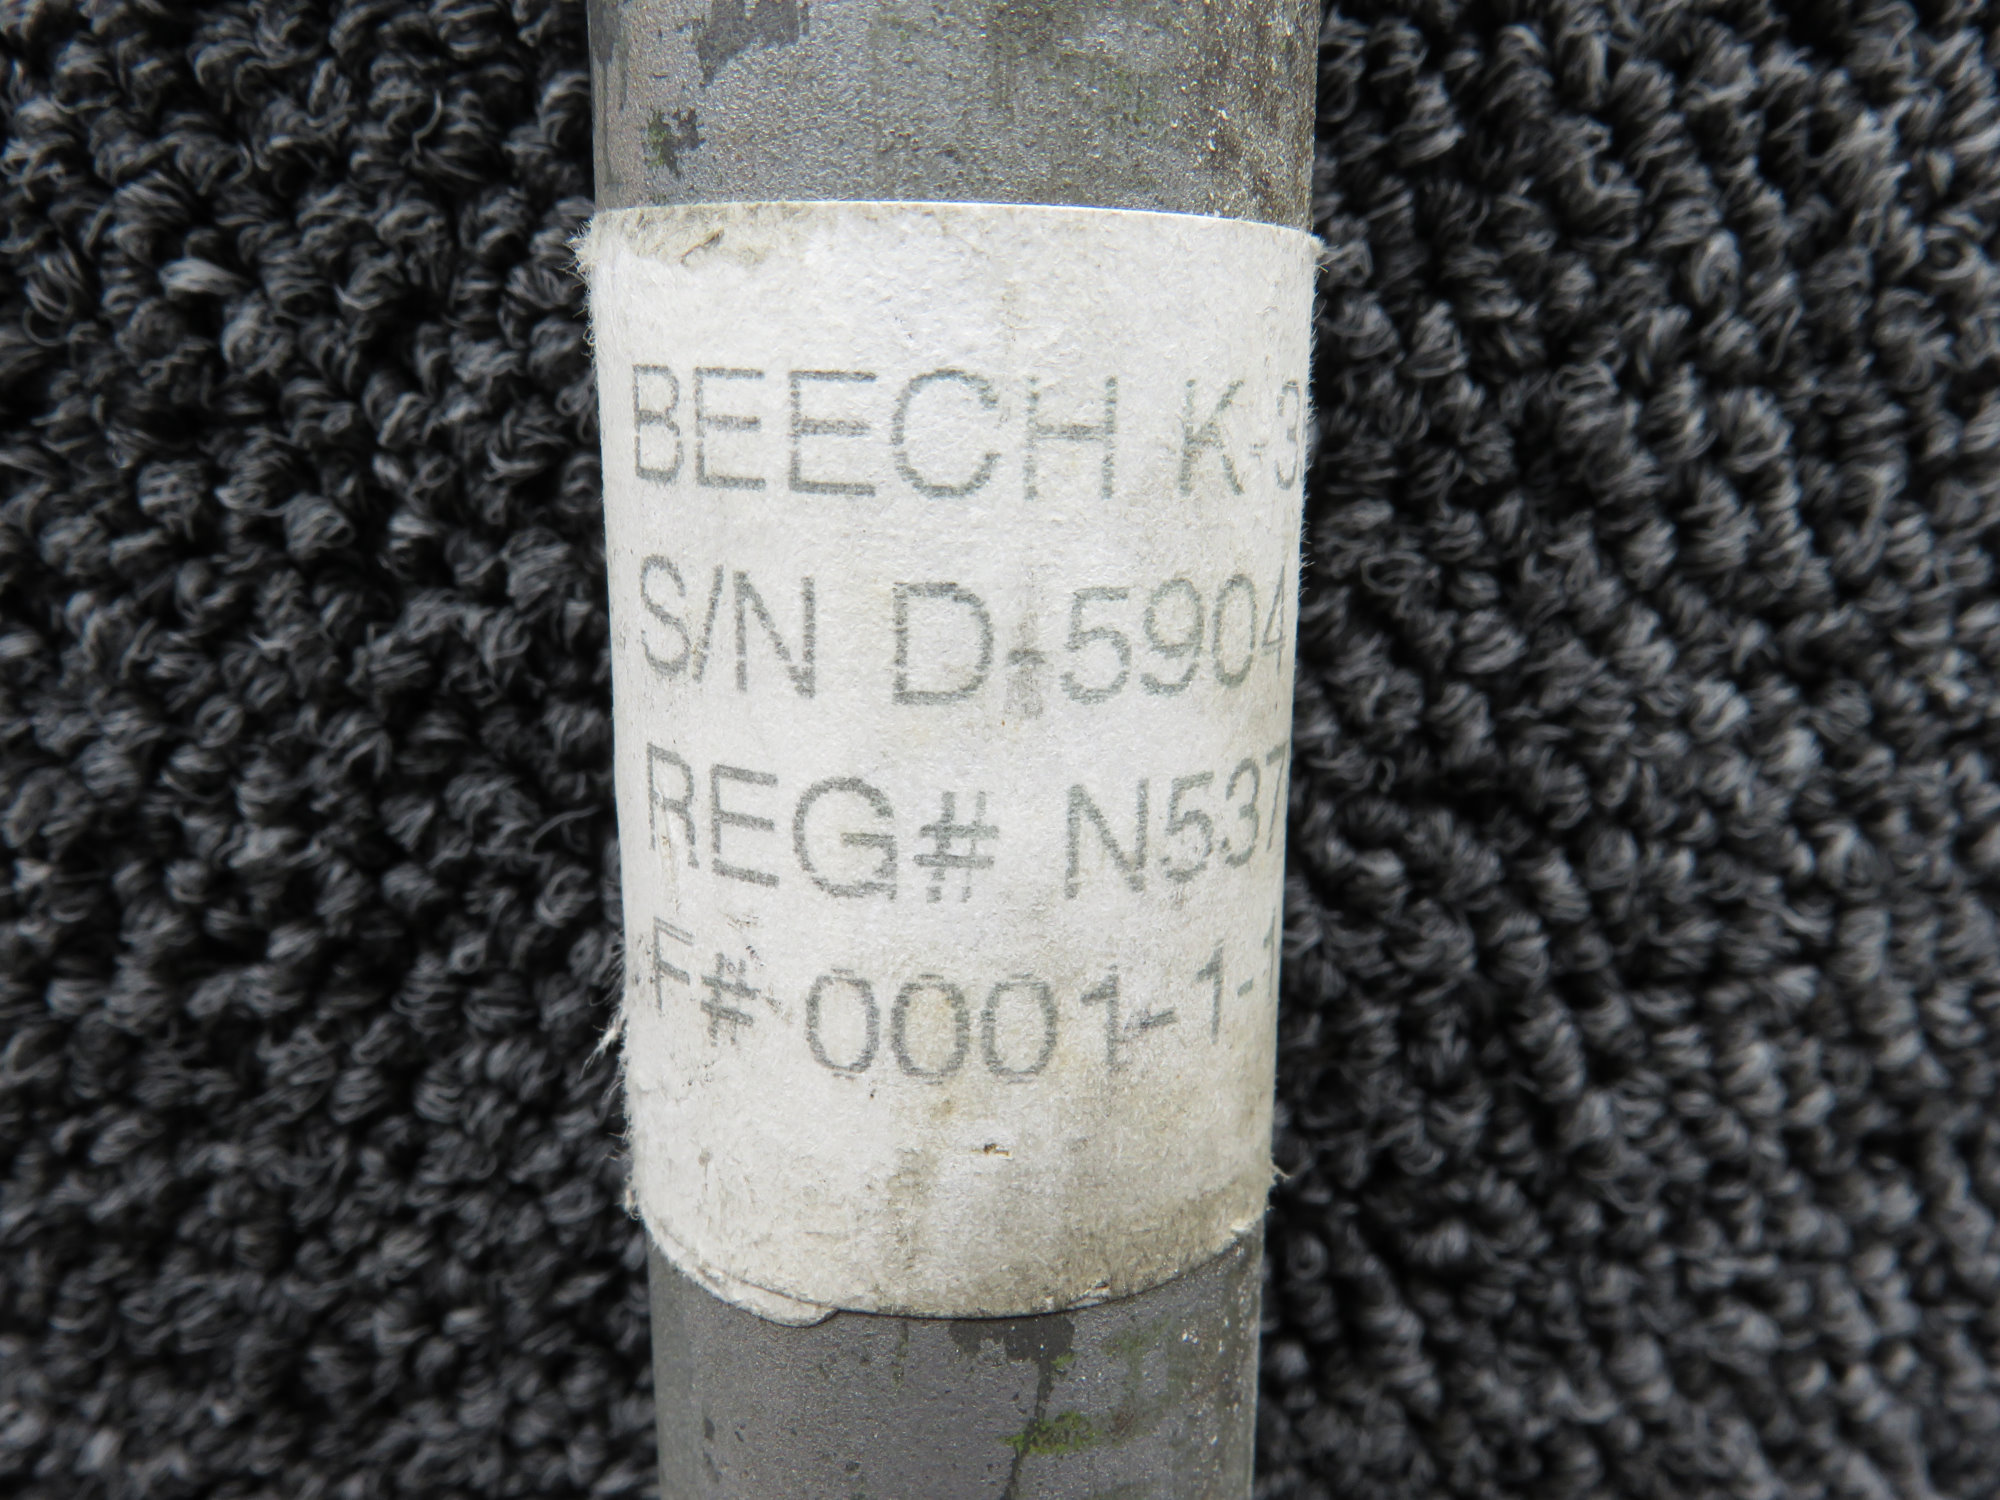 BEECH K-3
S/N D-5904
REG# N537
F# 0001-1-1